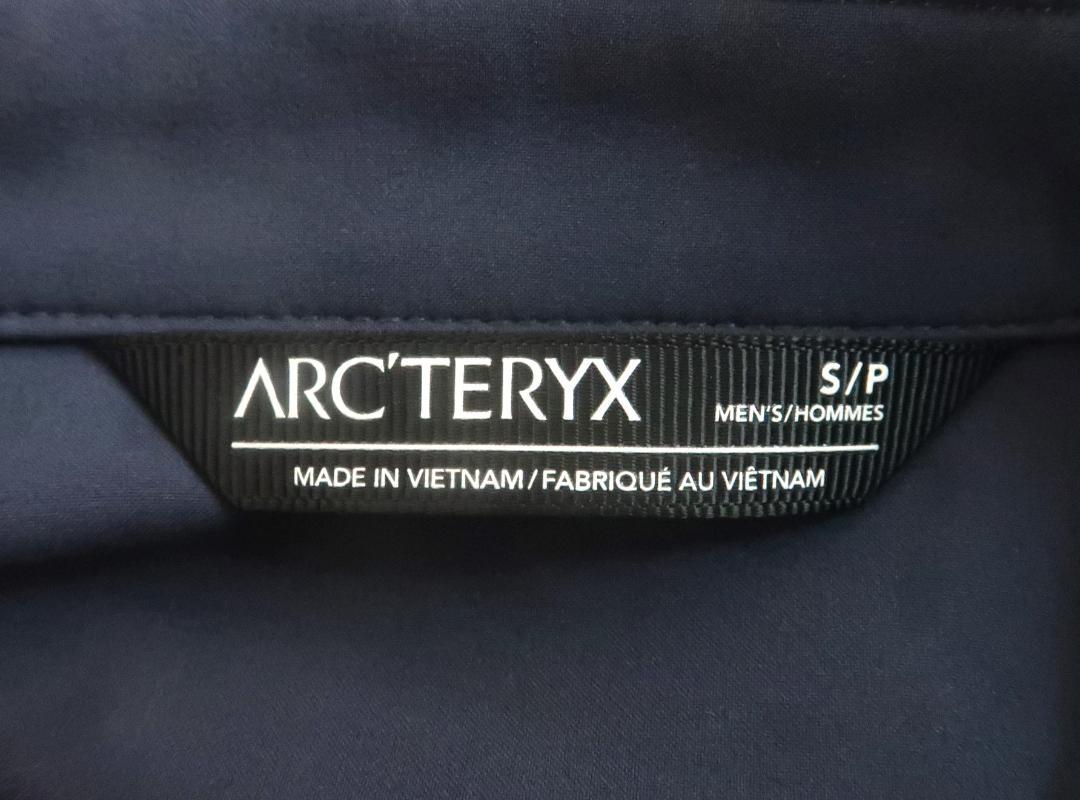 ARC'TERYX
S/P
MEN'S/HOMMES
MADE IN VIETNAM/FABRIQUÉ AU VIÊTNAM